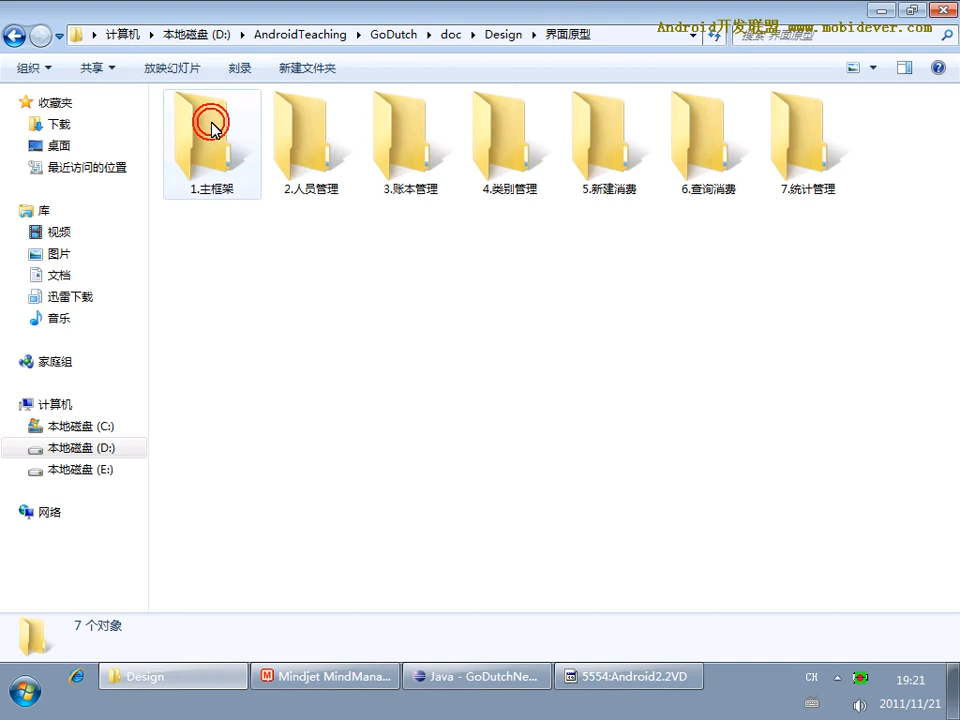 计算机 本地磁盘 (D:) AndroidTeaching GoDutch doc Design 界面原型
Android开发联盟 www.mobidever.com
搜索 界面原型
组织 共享 放映幻灯片 刻录 新建文件夹
收藏夹
下载
桌面
最近访问的位置
库
视频
图片
文档
迅雷下载
音乐
家庭组
计算机
本地磁盘 (C:)
本地磁盘 (D:)
本地磁盘 (E:)
网络
1.主框架 2.人员管理 3.账本管理 4.类别管理 5.新建消费 6.查询消费 7.统计管理
7 个对象
Design Mindjet MindMana... Java - GoDutchNe... 5554:Android2.2VD
CH 19:21
2011/11/21